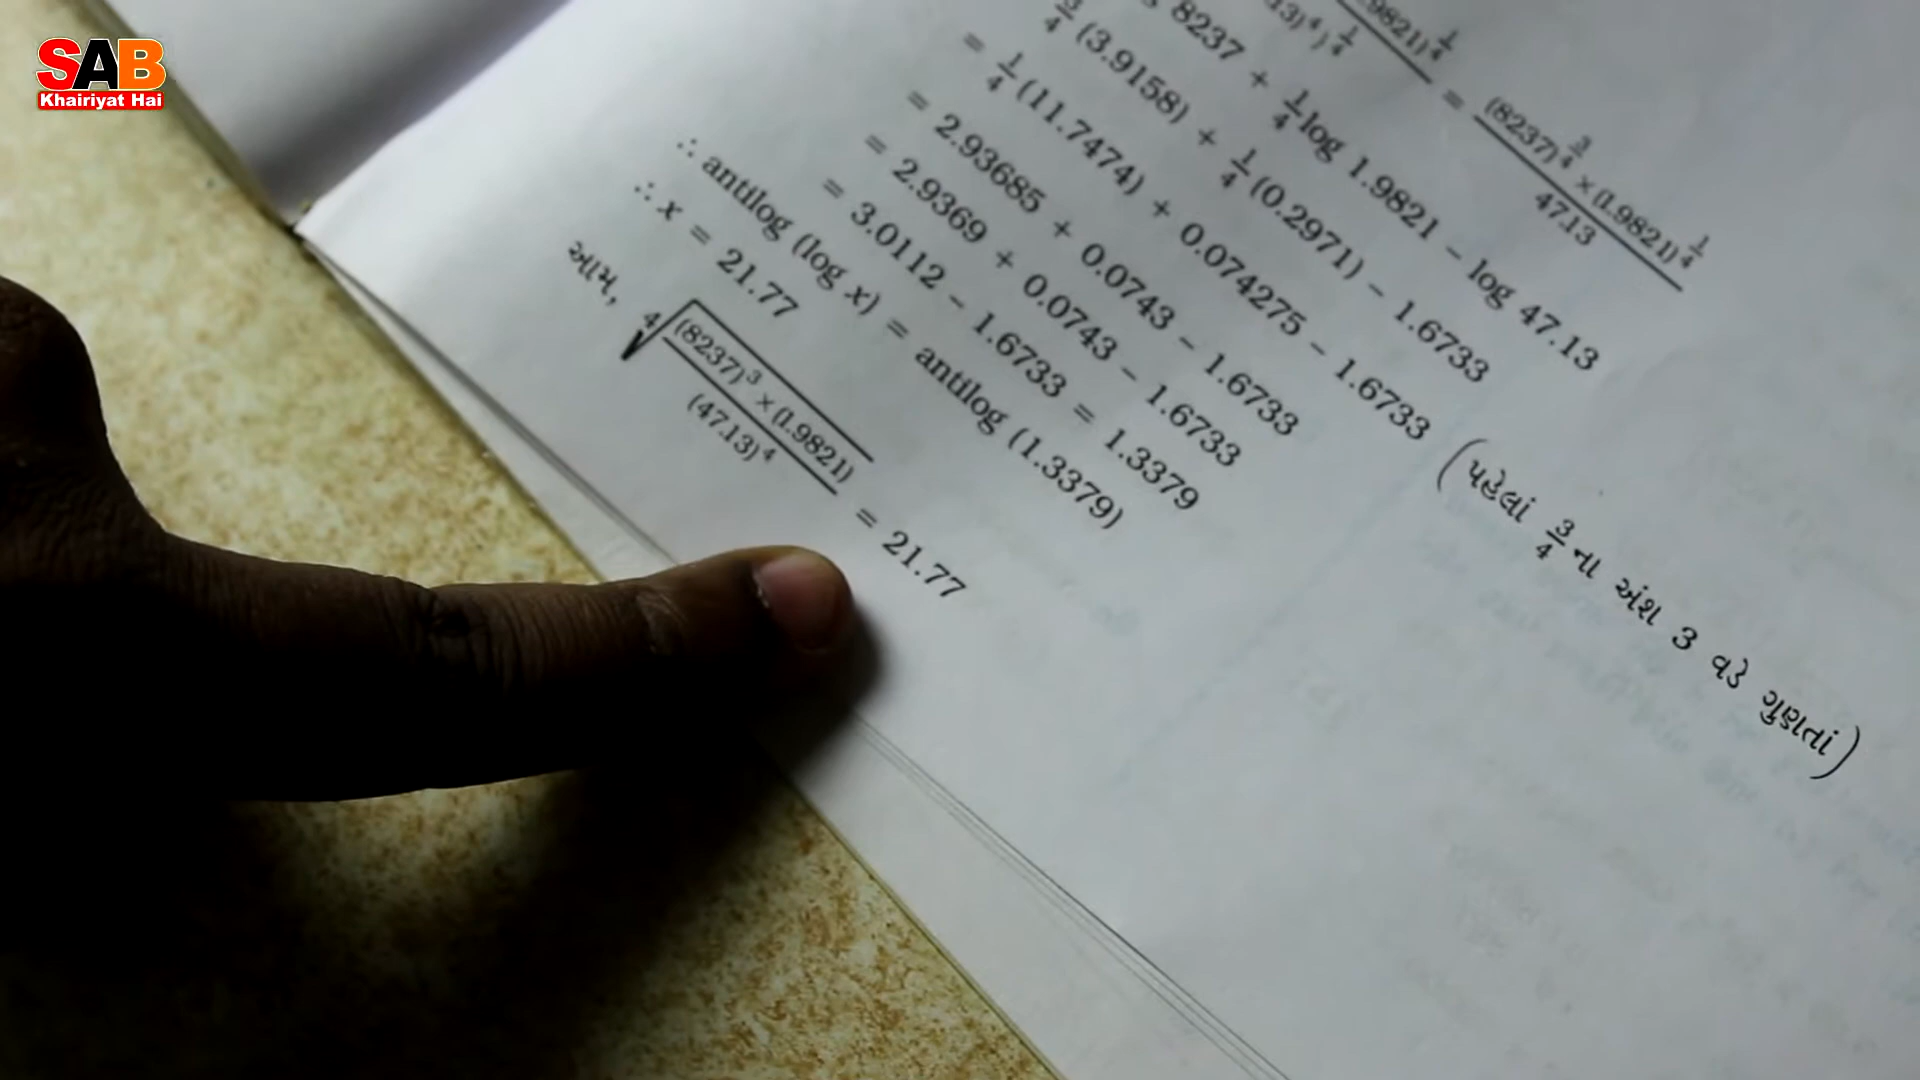 SAB
Khairiyat Hai
(8237)^{3/4} × (1.9821)^{1/4}
= ―――――――――
47.13
8237 + 1/4 log 1.9821 − log 47.13
3/4 (3.9158) + 1/4 (0.2971) − 1.6733
= 1/4 (11.7474) + 0.074275 − 1.6733 (પહેલાં 3/4 ના અંશ 3 વડે ગુણતાં)
= 2.93685 + 0.0743 − 1.6733
= 2.9369 + 0.0743 − 1.6733
= 3.0112 − 1.6733 = 1.3379
∴ antilog (log x) = antilog (1.3379)
∴ x = 21.77
આમ, ⁴√((8237)³ × (1.9821) / (47.13)⁴) = 21.77